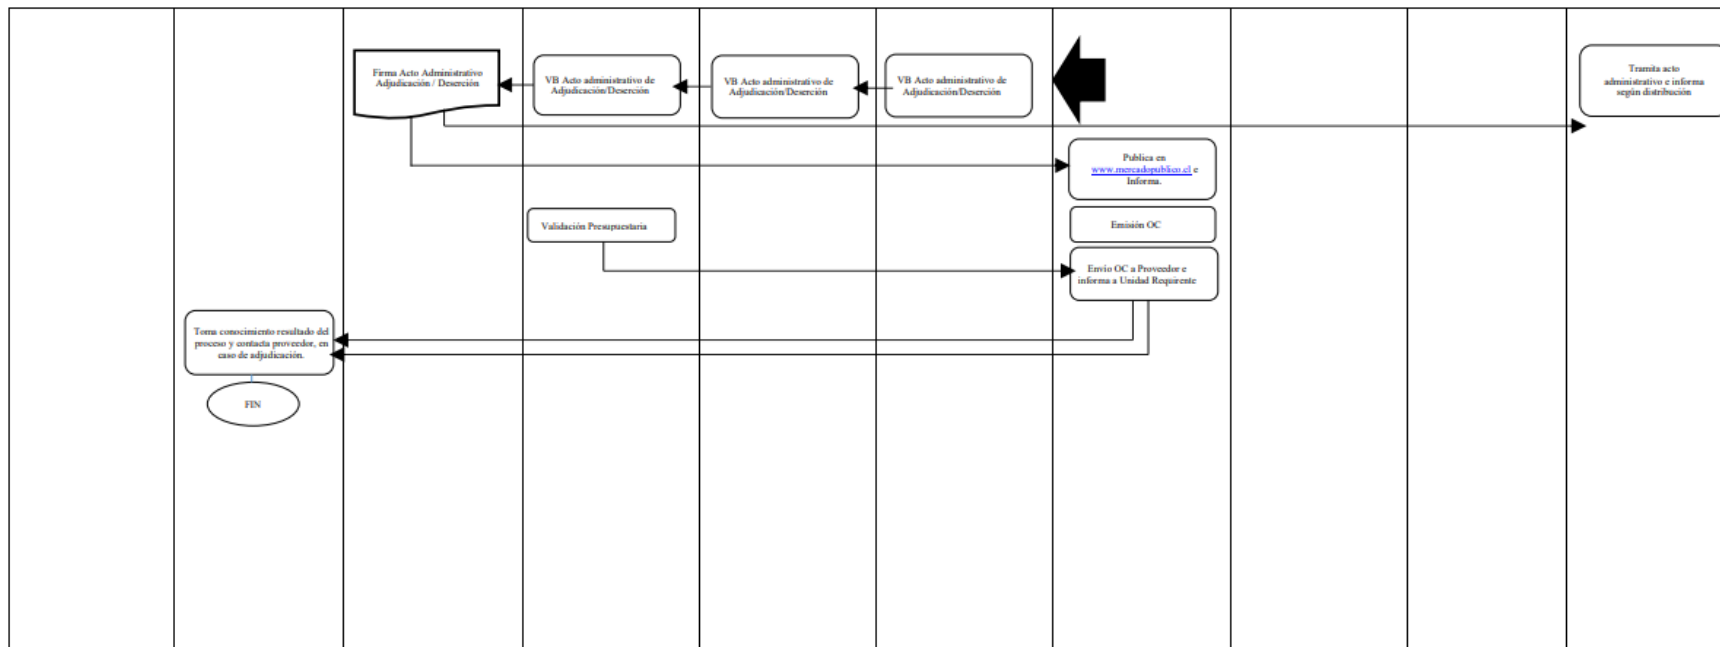 Firma Acto Administrativo
Adjudicación / Deserción
VB Acto administrativo de
Adjudicación/Deserción
VB Acto administrativo de
Adjudicación/Deserción
VB Acto administrativo de
Adjudicación/Deserción
Tramita acto
administrativo e informa
según distribución
Publica en
www.mercadopublico.cl e
Informa.
Validación Presupuestaria
Emisión OC
Envío OC a Proveedor e
informa a Unidad Requirente
Toma conocimiento resultado del
proceso y contacta proveedor, en
caso de adjudicación.
FIN